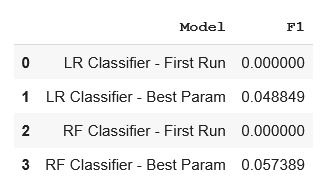 Model F1
0 LR Classifier - First Run 0.000000
1 LR Classifier - Best Param 0.048849
2 RF Classifier - First Run 0.000000
3 RF Classifier - Best Param 0.057389